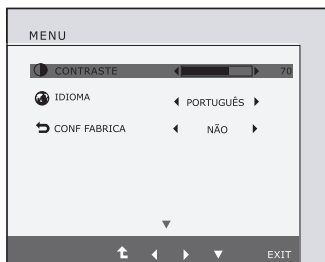 MENU
CONTRASTE 70
IDIOMA PORTUGUÊS
CONF FABRICA NÃO
EXIT